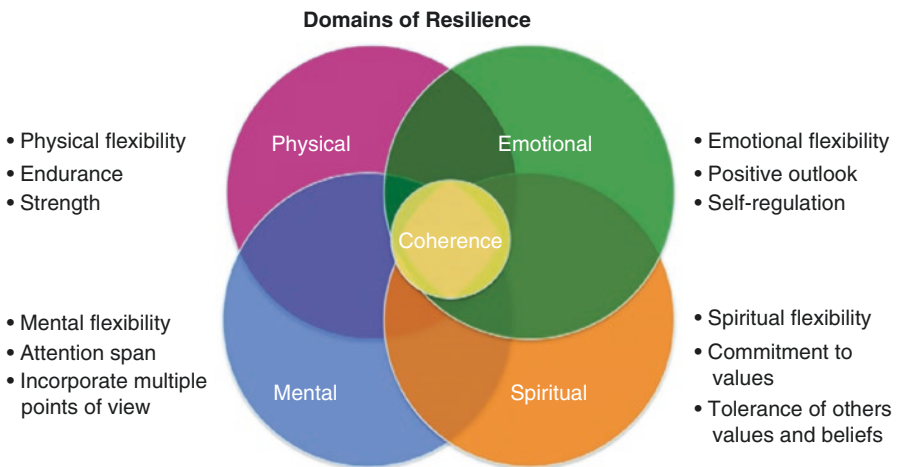 Domains of Resilience
Physical
Emotional
• Physical flexibility
• Endurance
• Strength
• Emotional flexibility
• Positive outlook
• Self-regulation
Coherence
• Mental flexibility
• Attention span
• Incorporate multiple
points of view
Mental
Spiritual
• Spiritual flexibility
• Commitment to
values
• Tolerance of others
values and beliefs